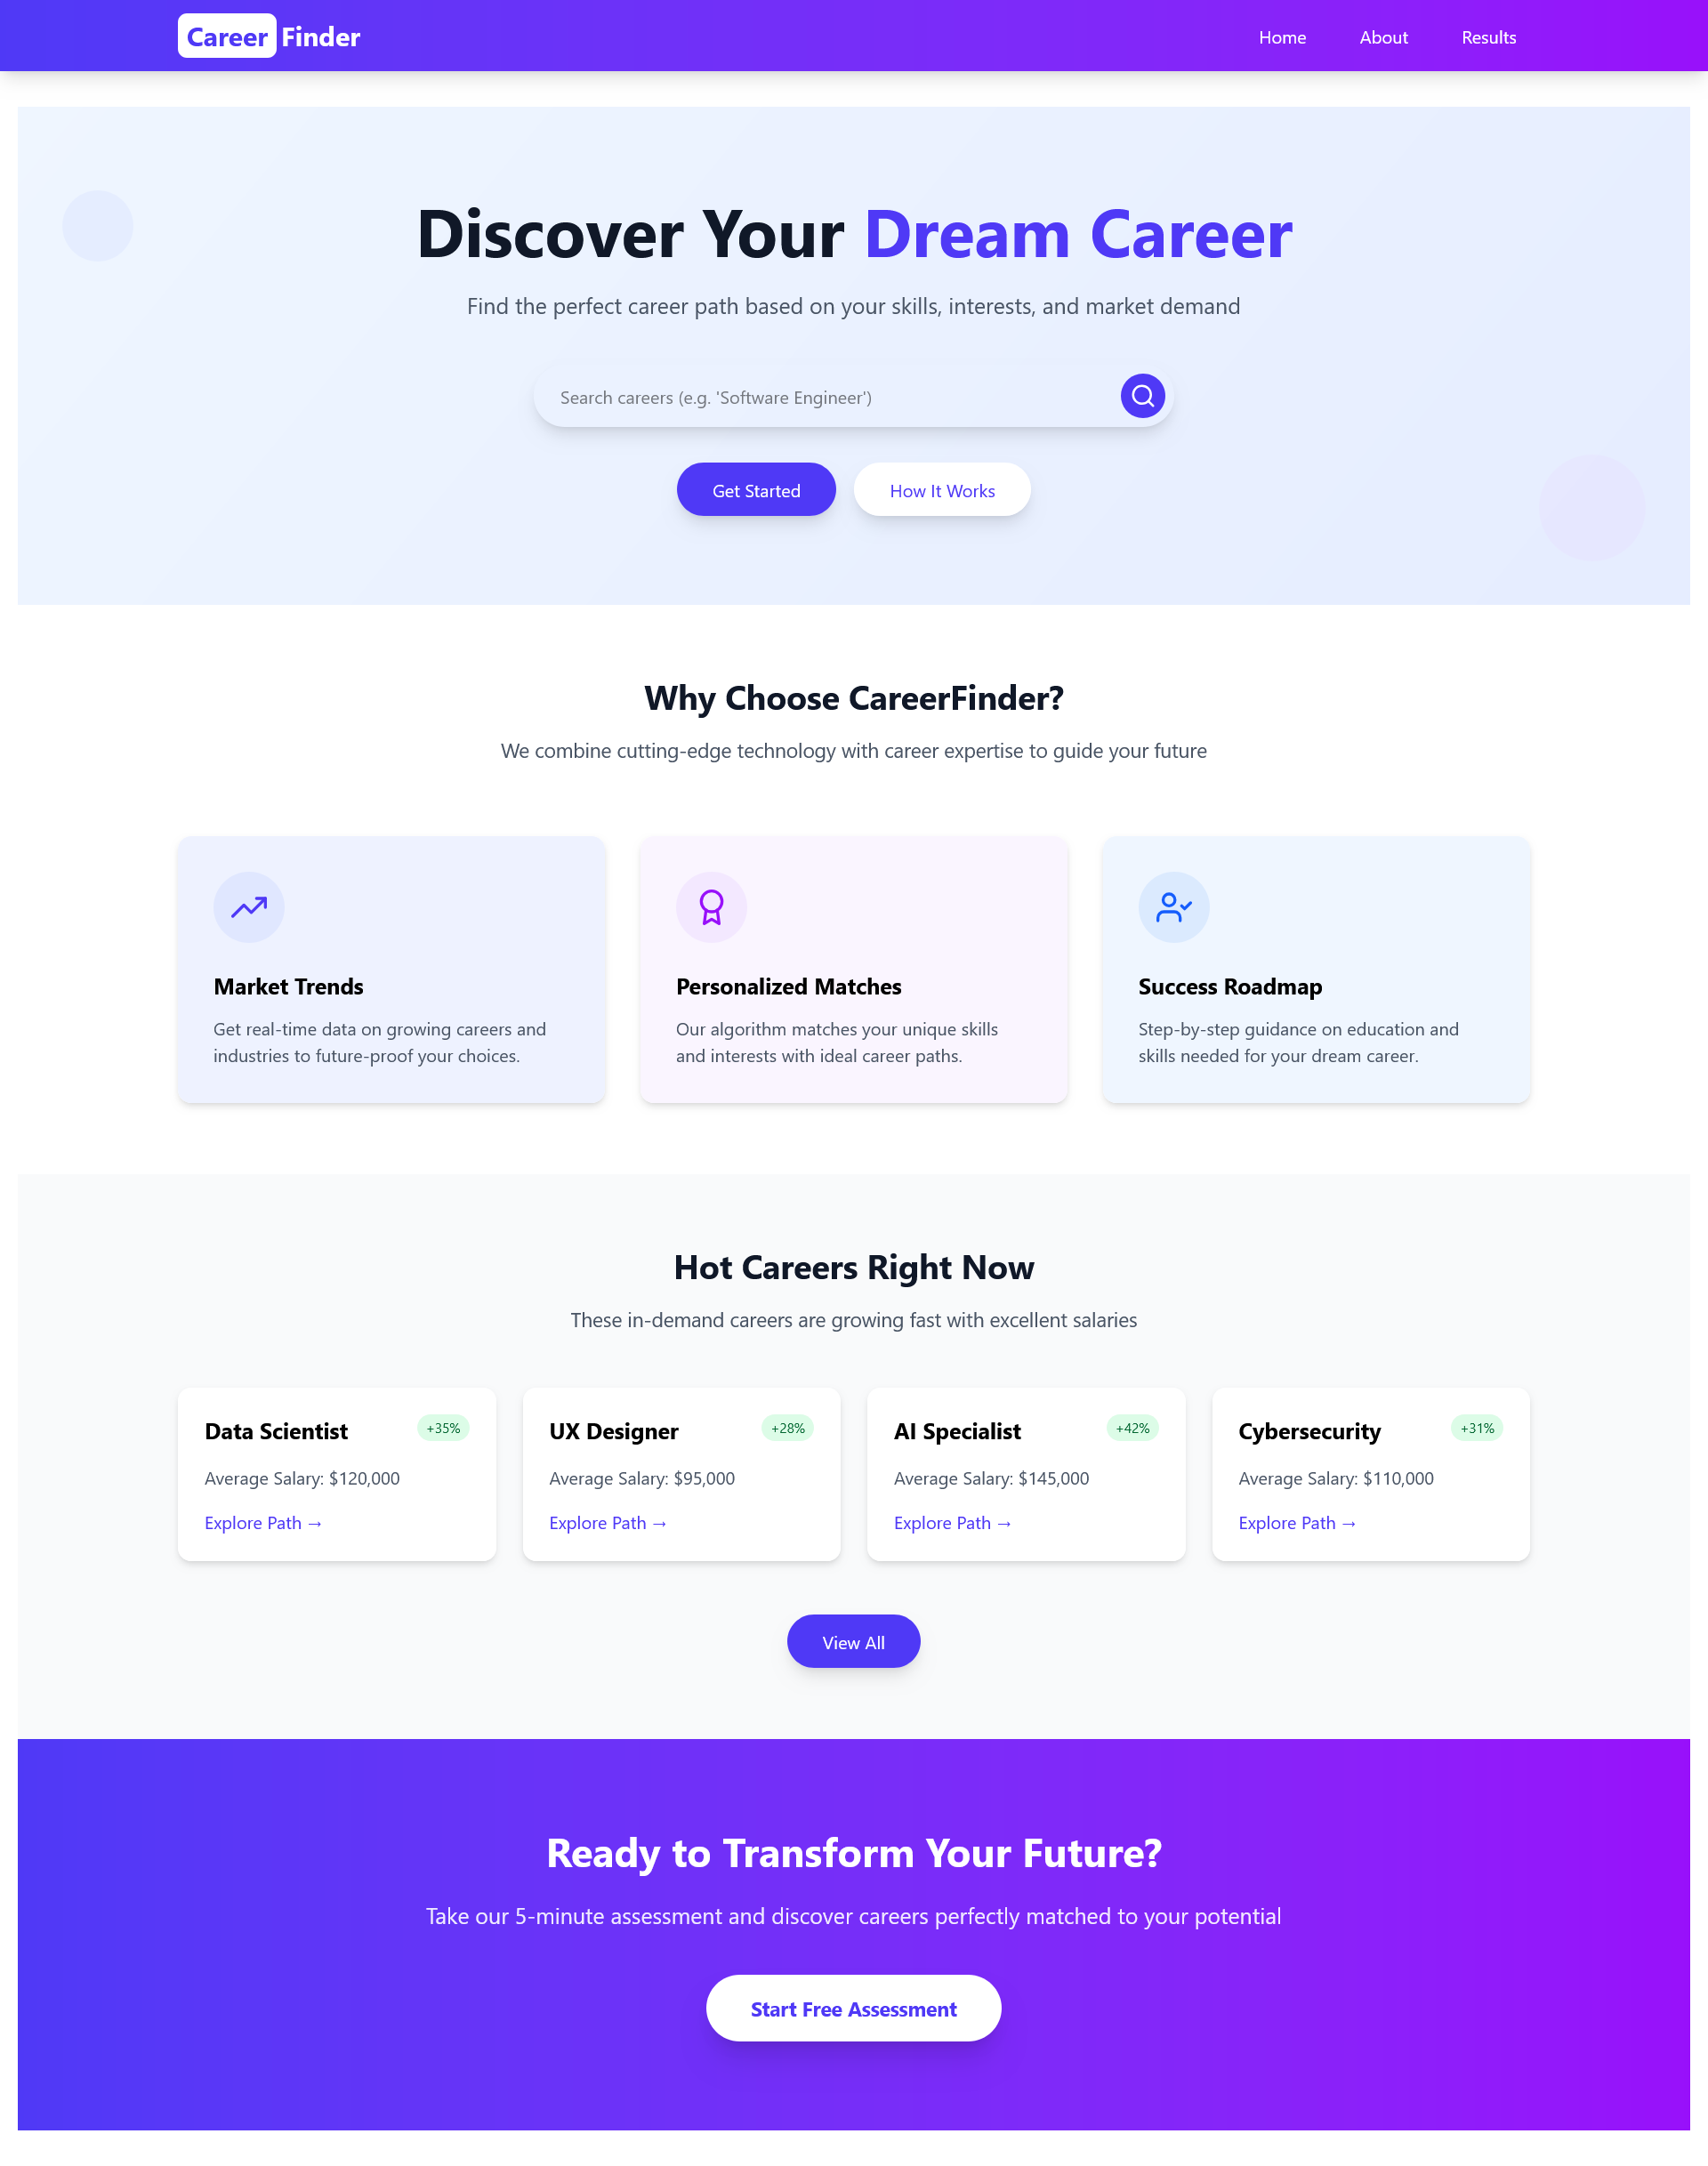 Career Finder
Home
About
Results
Discover Your Dream Career
Find the perfect career path based on your skills, interests, and market demand
Search careers (e.g. 'Software Engineer')
Get Started
How It Works
Why Choose CareerFinder?
We combine cutting-edge technology with career expertise to guide your future
Market Trends
Get real-time data on growing careers and
industries to future-proof your choices.
Personalized Matches
Our algorithm matches your unique skills
and interests with ideal career paths.
Success Roadmap
Step-by-step guidance on education and
skills needed for your dream career.
Hot Careers Right Now
These in-demand careers are growing fast with excellent salaries
Data Scientist
+35%
Average Salary: $120,000
Explore Path →
UX Designer
+28%
Average Salary: $95,000
Explore Path →
AI Specialist
+42%
Average Salary: $145,000
Explore Path →
Cybersecurity
+31%
Average Salary: $110,000
Explore Path →
View All
Ready to Transform Your Future?
Take our 5-minute assessment and discover careers perfectly matched to your potential
Start Free Assessment